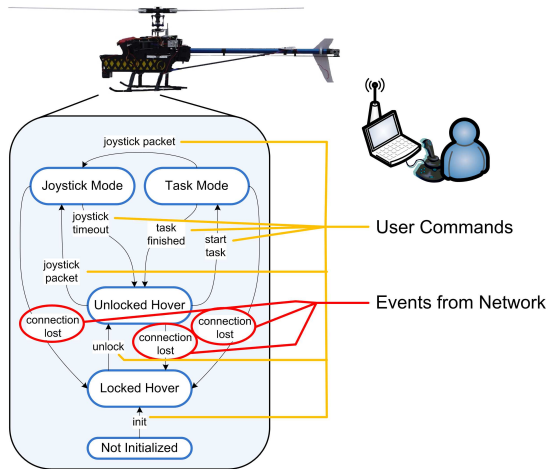 joystick packet
Joystick Mode
Task Mode
joystick
timeout
task
finished
start
task
User Commands
joystick
packet
Unlocked Hover
Events from Network
connection
lost
connection
lost
connection
lost
unlock
Locked Hover
init
Not Initialized